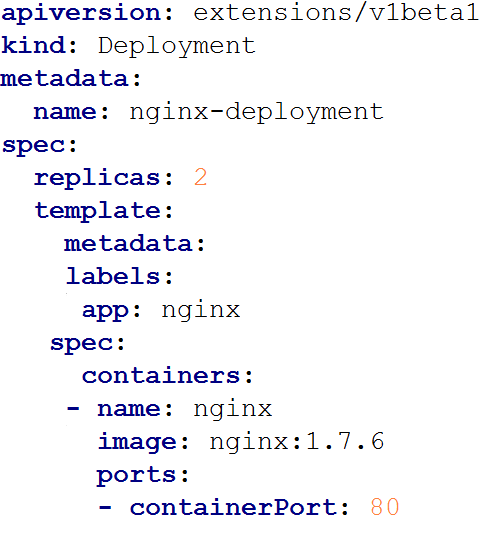 apiversion: extensions/v1beta1
kind: Deployment
metadata:
  name: nginx-deployment
spec:
  replicas: 2
  template:
    metadata:
    labels:
     app: nginx
   spec:
     containers:
    - name: nginx
      image: nginx:1.7.6
      ports:
      - containerPort: 80